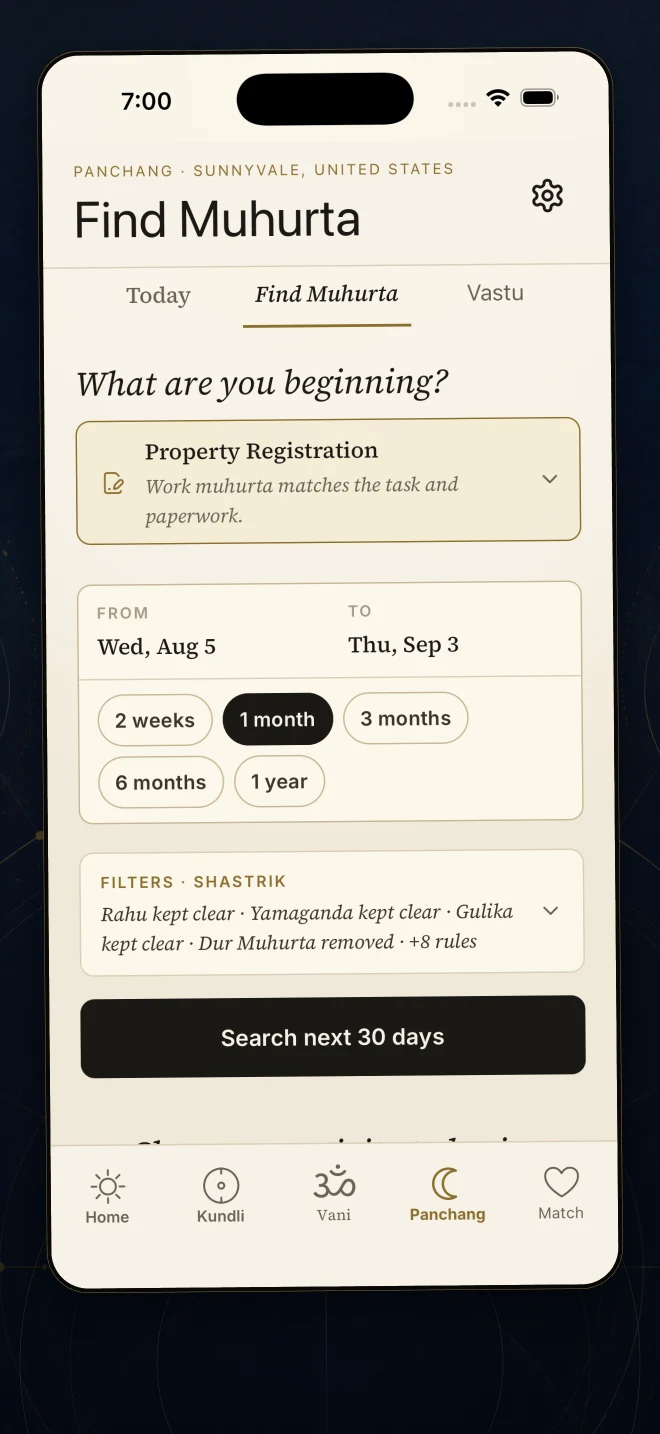 7:00
PANCHANG · SUNNYVALE, UNITED STATES
Find Muhurta
Today
Find Muhurta
Vastu
What are you beginning?
Property Registration
Work muhurta matches the task and
paperwork.
FROM
TO
Wed, Aug 5
Thu, Sep 3
2 weeks
1 month
3 months
6 months
1 year
FILTERS · SHASTRIK
Rahu kept clear · Yamaganda kept clear · Gulika
kept clear · Dur Muhurta removed · +8 rules
Search next 30 days
ॐ
Home
Kundli
Vani
Panchang
Match